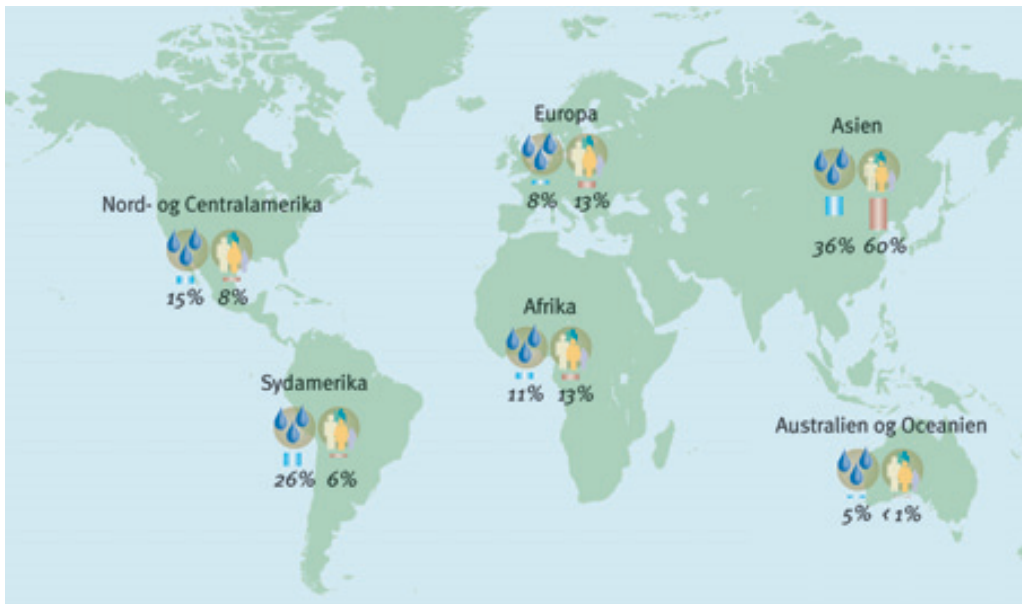 Europa
8% 13%
Asien
36% 60%
Nord- og Centralamerika
15% 8%
Afrika
11% 13%
Sydamerika
26% 6%
Australien og Oceanien
5% <1%